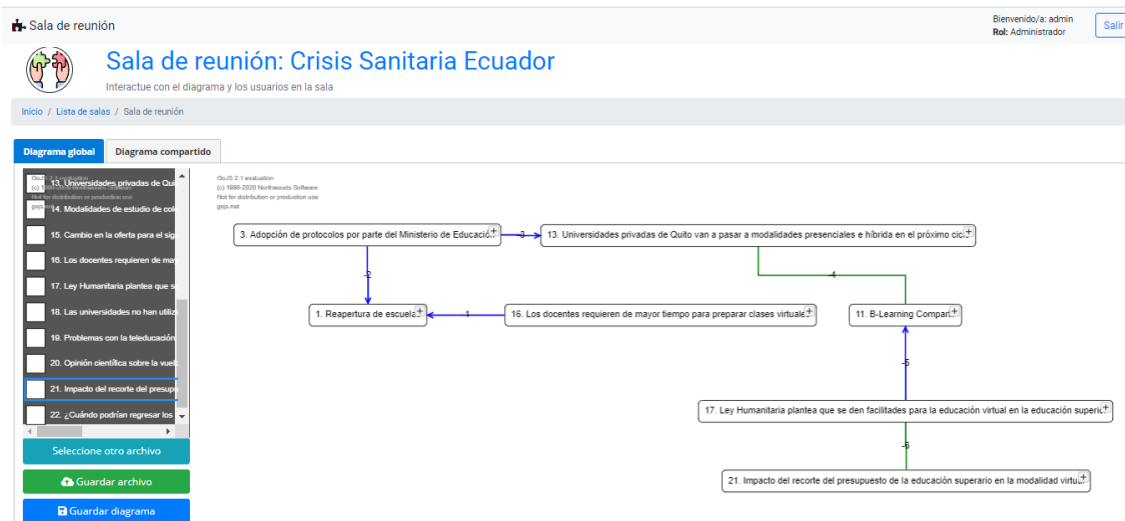 Sala de reunión
Bienvenido/a: admin
Rol: Administrador
Salir
Sala de reunión: Crisis Sanitaria Ecuador
Interactue con el diagrama y los usuarios en la sala
Inicio / Lista de salas / Sala de reunión
Diagrama global
Diagrama compartido
13. Universidades privadas de Qui
14. Modalidades de estudio de col
15. Cambio en la oferta para el sig
16. Los docentes requieren de may
17. Ley Humanitaria plantea que s
18. Las universidades no han utiliz
19. Problemas con la teleducación
20. Opinión científica sobre la vuel
21. Impacto del recorte del presup
22. ¿Cuándo podrían regresar los
Seleccione otro archivo
Guardar archivo
Guardar diagrama
GoJS 2.1 evaluation
(c) 1998-2020 Northwoods Software
Not for distribution or production use
gojs.net
3. Adopción de protocolos por parte del Ministerio de Educació
-3
13. Universidades privadas de Quito van a pasar a modalidades presenciales e híbrida en el próximo cic
-2
-4
1. Reapertura de escuela
-1
16. Los docentes requieren de mayor tiempo para preparar clases virtuale
11. B-Learning Compart
-5
17. Ley Humanitaria plantea que se den facilitades para la educación virtual en la educación superi
-6
21. Impacto del recorte del presupuesto de la educación superario en la modalidad virtu